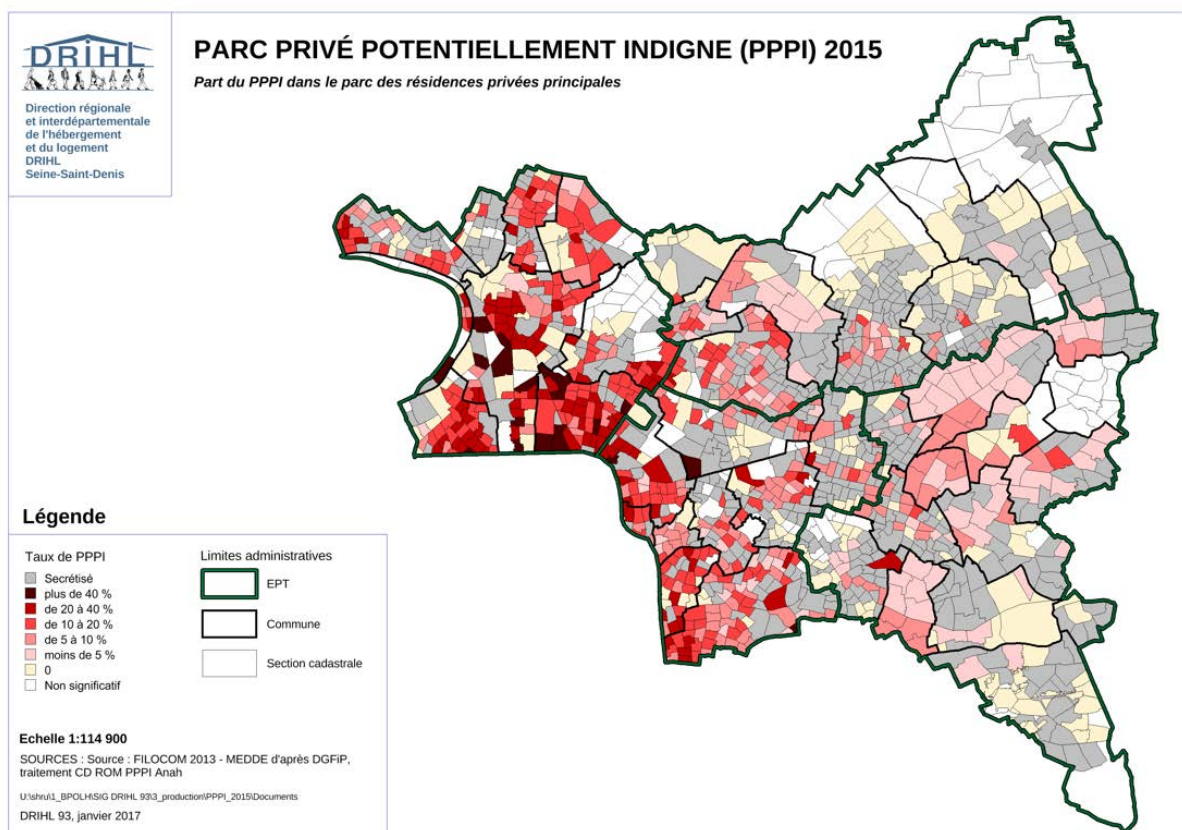 DRIHL
Direction régionale
et interdépartementale
de l'hébergement
et du logement
DRIHL
Seine-Saint-Denis
PARC PRIVÉ POTENTIELLEMENT INDIGNE (PPPI) 2015
Part du PPPI dans le parc des résidences privées principales
Légende
Taux de PPPI
Secrétisé
plus de 40 %
de 20 à 40 %
de 10 à 20 %
de 5 à 10 %
moins de 5 %
0
Non significatif
Limites administratives
EPT
Commune
Section cadastrale
Echelle 1:114 900
SOURCES : Source : FILOCOM 2013 - MEDDE d'après DGFiP,
traitement CD ROM PPPI Anah
U:\shru\1_BPOLH\SIG DRIHL 93\3_production\PPPI_2015\Documents
DRIHL 93, janvier 2017